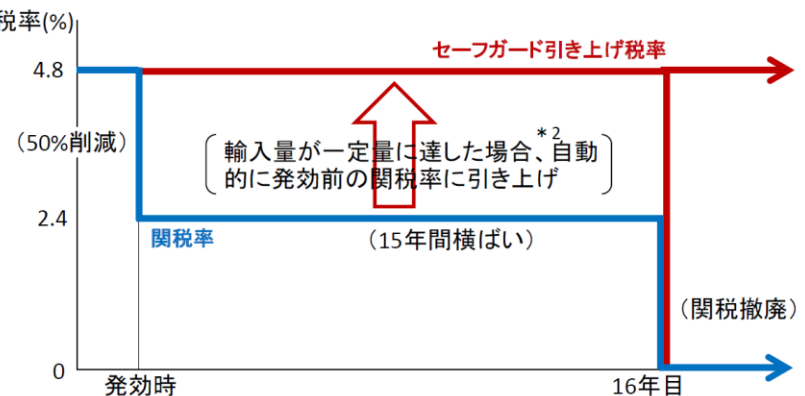 税率(%)
セーフガード引き上げ税率
4.8
(50%削減)
輸入量が一定量に達した場合、*2自動
的に発効前の関税率に引き上げ
2.4
関税率
(15年間横ばい)
(関税撤廃)
0
発効時
16年目